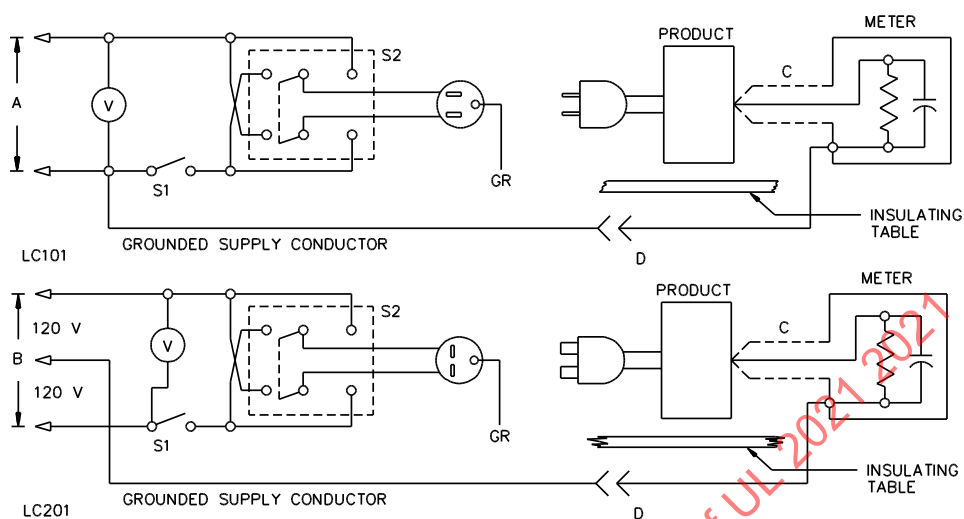 METER
PRODUCT
S2
C
A
V
S1
GR
INSULATING
TABLE
GROUNDED SUPPLY CONDUCTOR
D
LC101
METER
PRODUCT
S2
120 V
C
V
B
120 V
S1
GR
INSULATING
TABLE
GROUNDED SUPPLY CONDUCTOR
D
LC201
f UL 2021 2021